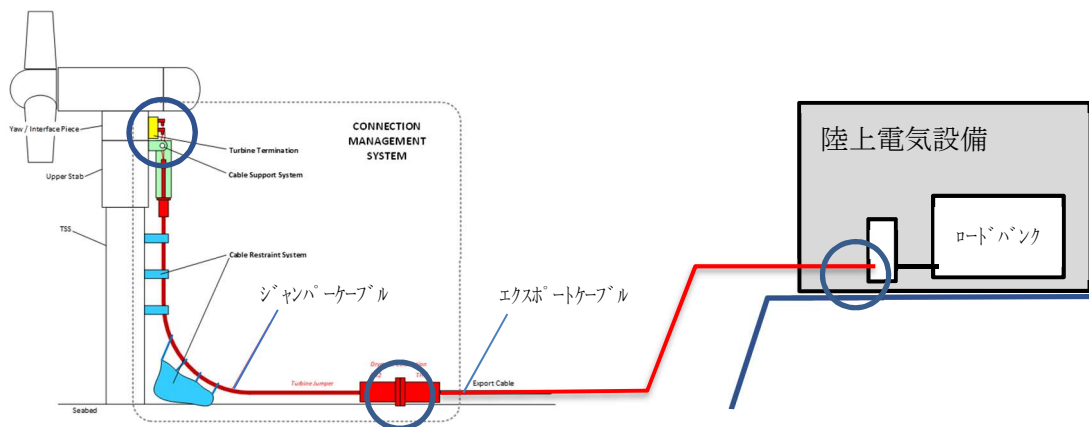 CONNECTION
MANAGEMENT
SYSTEM
Yaw / Interface Piece
Turbine Termination
Cable Support System
Upper Stab
TSS
Cable Restraint System
ジャンパーケーブル
エクスポートケーブル
Turbine Jumper
Export Cable
Seabed
陸上電気設備
ロードバンク